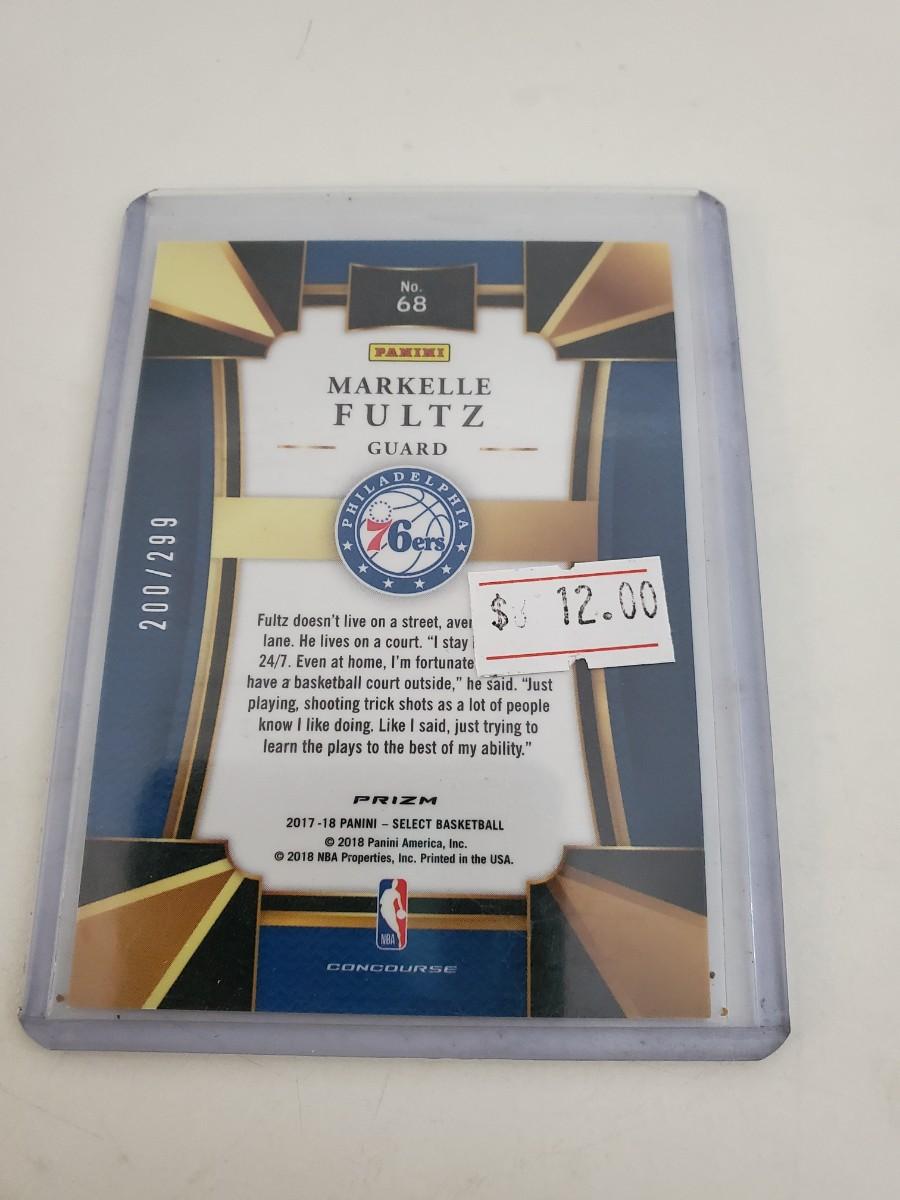 No.
68
PANINI
MARKELLE
FULTZ
GUARD
PHILADELPHIA
76ers
200/299
$ 12.00
Fultz doesn't live on a street,
lane. He lives on a court. “I stay
24/7. Even at home, I'm fortunate
have a basketball court outside,” he said. “Just
playing, shooting trick shots as a lot of people
know I like doing. Like I said, just trying to
learn the plays to the best of my ability.”
PRIZM
2017-18 PANINI – SELECT BASKETBALL
© 2018 Panini America, Inc.
© 2018 NBA Properties, Inc. Printed in the USA.
NBA
CONCOURSE